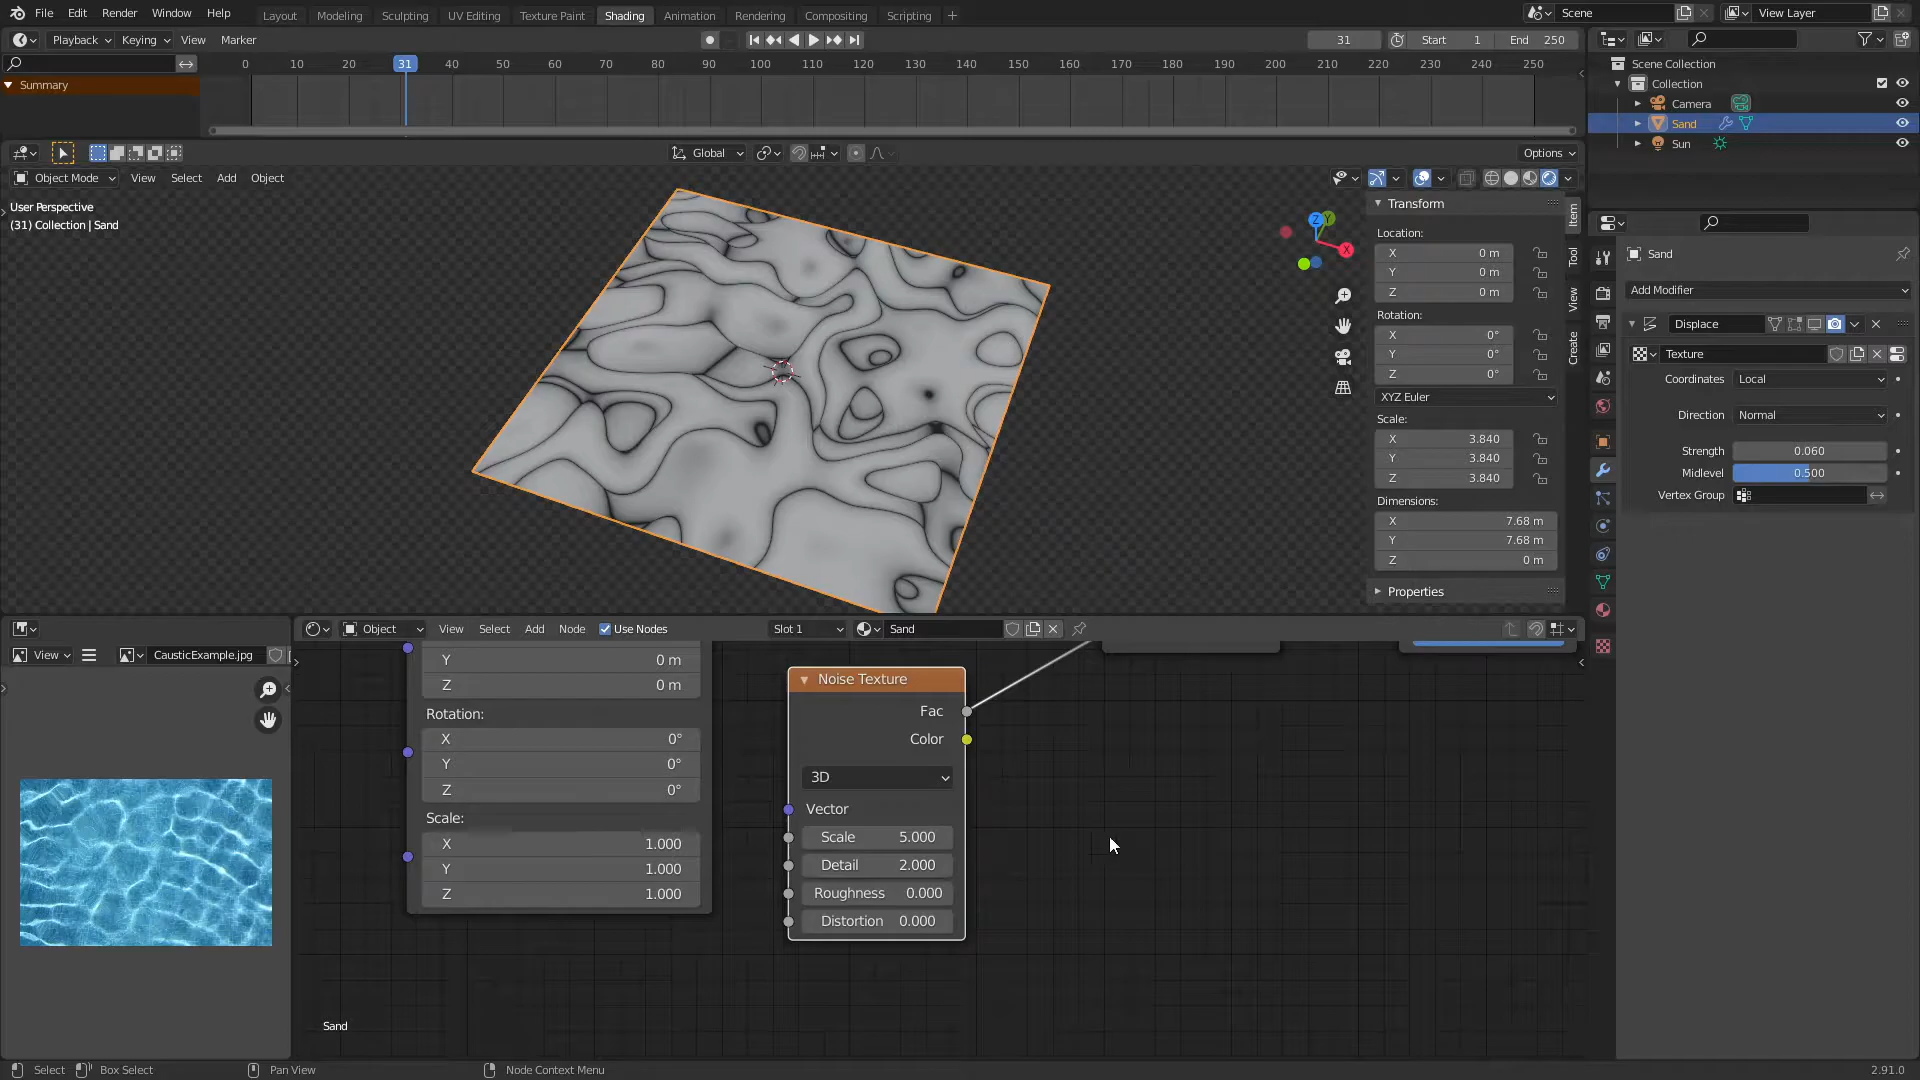 File Edit Render Window Help Layout Modeling Sculpting UV Editing Texture Paint Shading Animation Rendering Compositing Scripting + Scene View Layer
Playback Keying View Marker 31 Start 1 End 250
0 10 20 31 40 50 60 70 80 90 100 110 120 130 140 150 160 170 180 190 200 210 220 230 240 250
Summary
Scene Collection
Collection
Camera
Sand
Sun
Global Options
Object Mode View Select Add Object
User Perspective
(31) Collection | Sand
Z Y X
Transform
Location:
X 0 m
Y 0 m
Z 0 m
Rotation:
X 0°
Y 0°
Z 0°
XYZ Euler
Scale:
X 3.840
Y 3.840
Z 3.840
Dimensions:
X 7.68 m
Y 7.68 m
Z 0 m
Properties
Item
Tool
View
Create
Sand
Add Modifier
Displace
Texture
Coordinates Local
Direction Normal
Strength 0.060
Midlevel 0.500
Vertex Group
Object View Select Add Node Use Nodes Slot 1 Sand
View CausticExample.jpg
Y 0 m
Z 0 m
Rotation:
X 0°
Y 0°
Z 0°
Scale:
X 1.000
Y 1.000
Z 1.000
Noise Texture
Fac
Color
3D
Vector
Scale 5.000
Detail 2.000
Roughness 0.000
Distortion 0.000
Sand
Select Box Select Pan View Node Context Menu 2.91.0